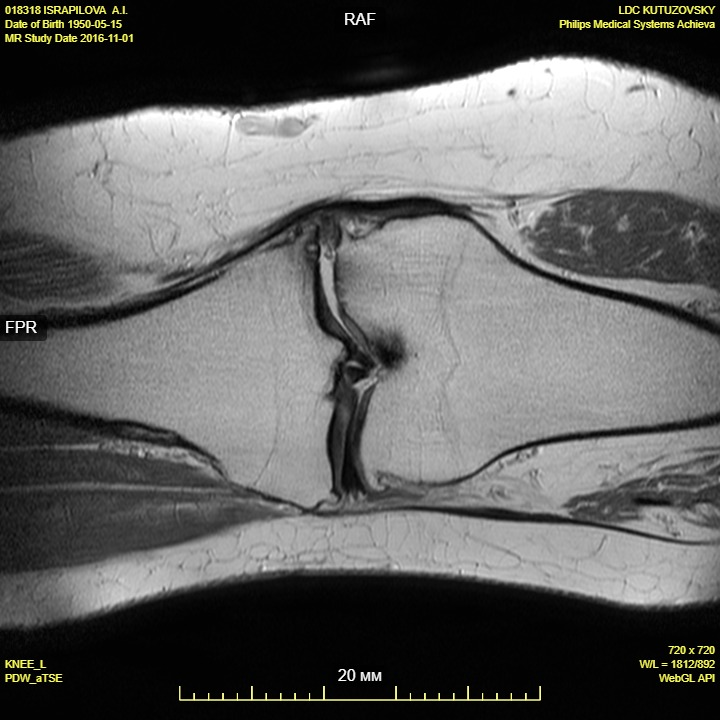 018318 ISRAPILOVA A.I.
Date of Birth 1950-05-15
MR Study Date 2016-11-01
RAF
LDC KUTUZOVSKY
Philips Medical Systems Achieva
FPR
KNEE_L
PDW_aTSE
20 мм
720 x 720
W/L = 1812/892
WebGL API